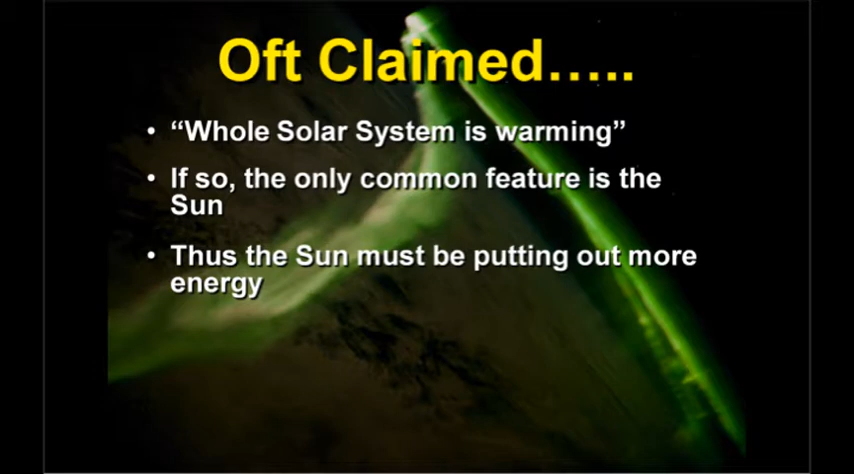 Oft Claimed.....
• “Whole Solar System is warming”
• If so, the only common feature is the
Sun
• Thus the Sun must be putting out more
energy